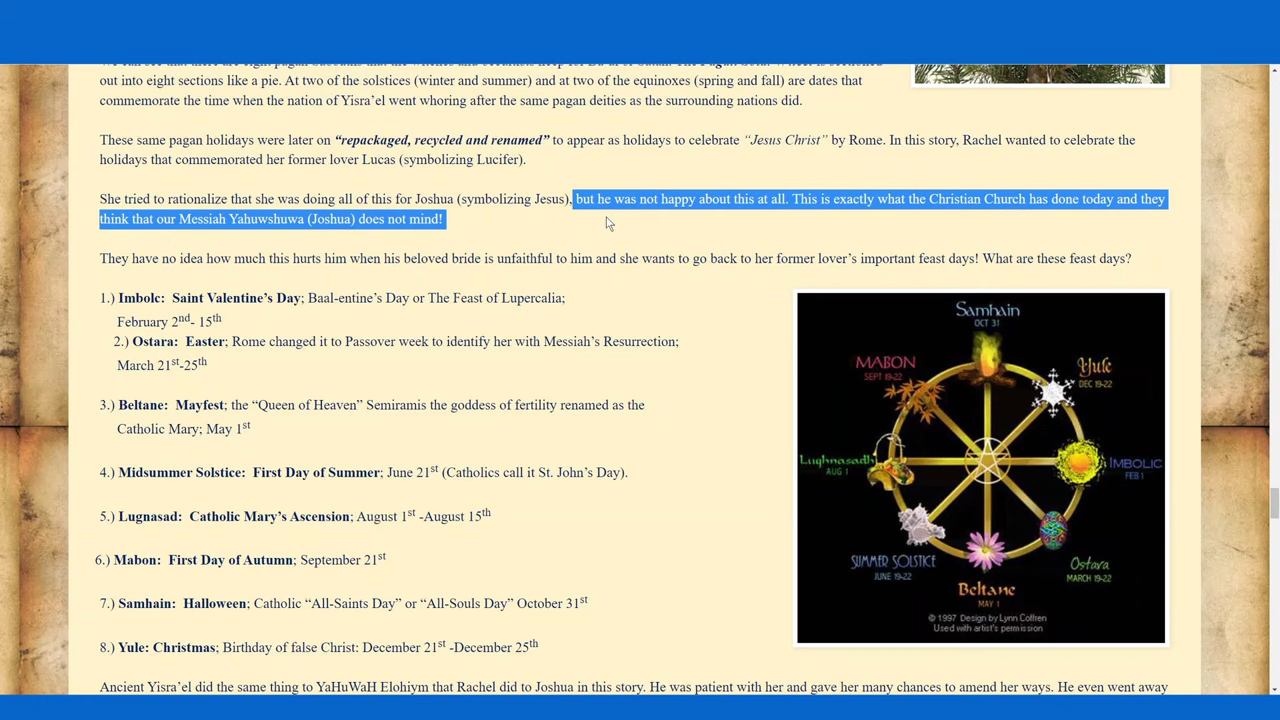 out into eight sections like a pie. At two of the solstices (winter and summer) and at two of the equinoxes (spring and fall) are dates that
commemorate the time when the nation of Yisra'el went whoring after the same pagan deities as the surrounding nations did.
These same pagan holidays were later on "repackaged, recycled and renamed" to appear as holidays to celebrate "Jesus Christ" by Rome. In this story, Rachel wanted to celebrate the
holidays that commemorated her former lover Lucas (symbolizing Lucifer).
She tried to rationalize that she was doing all of this for Joshua (symbolizing Jesus), but he was not happy about this at all. This is exactly what the Christian Church has done today and they
think that our Messiah Yahuwshuwa (Joshua) does not mind!
They have no idea how much this hurts him when his beloved bride is unfaithful to him and she wants to go back to her former lover's important feast days! What are these feast days?
1.) Imbolc: Saint Valentine's Day; Baal-entine's Day or The Feast of Lupercalia;
February 2nd- 15th
2.) Ostara: Easter; Rome changed it to Passover week to identify her with Messiah's Resurrection;
March 21st-25th
3.) Beltane: Mayfest; the "Queen of Heaven" Semiramis the goddess of fertility renamed as the
Catholic Mary; May 1st
4.) Midsummer Solstice: First Day of Summer; June 21st (Catholics call it St. John's Day).
5.) Lugnasad: Catholic Mary's Ascension; August 1st -August 15th
6.) Mabon: First Day of Autumn; September 21st
7.) Samhain: Halloween; Catholic "All-Saints Day" or "All-Souls Day" October 31st
8.) Yule: Christmas; Birthday of false Christ: December 21st -December 25th
Samhain
OCT 31
MABON
SEPT 19-22
Yule
DEC 19-22
Lughnasadh
AUG 1
IMBOLIC
FEB 1
SUMMER SOLSTICE
JUNE 19-22
Ostara
MARCH 19-22
Beltane
MAY 1
© 1997 Design by Lynn Coffren
Used with artist's permission
Ancient Yisra'el did the same thing to YaHuWaH Elohiym that Rachel did to Joshua in this story. He was patient with her and gave her many chances to amend her ways. He even went away